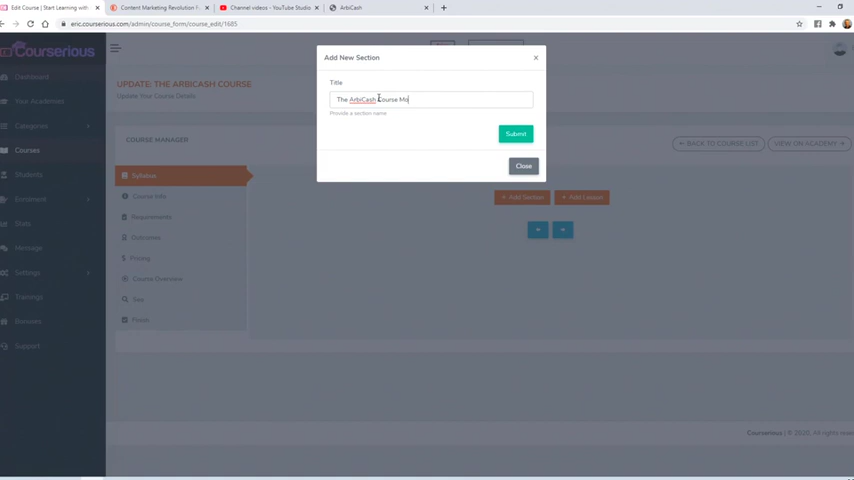 Edit Course | Start Learning with
Content Marketing Revolution
Channel videos - YouTube Studio
ArbiCash
eric.courserious.com/admin/course_form/course_edit/1685
Courserious
Dashboard
Your Academies
Categories
Courses
Students
Enrolment
Stats
Message
Settings
Trainings
Bonuses
Support
UPDATE: THE ARBICASH COURSE
Update Your Course Details
COURSE MANAGER
BACK TO COURSE LIST
VIEW ON ACADEMY
Syllabus
Course Info
Requirements
Outcomes
Pricing
Course Overview
Seo
Finish
+ Add Section
+ Add Lesson
Add New Section
Title
The ArbiCash Course Mo
Provide a section name
Submit
Close
Courserious | © 2020. All rights reserve